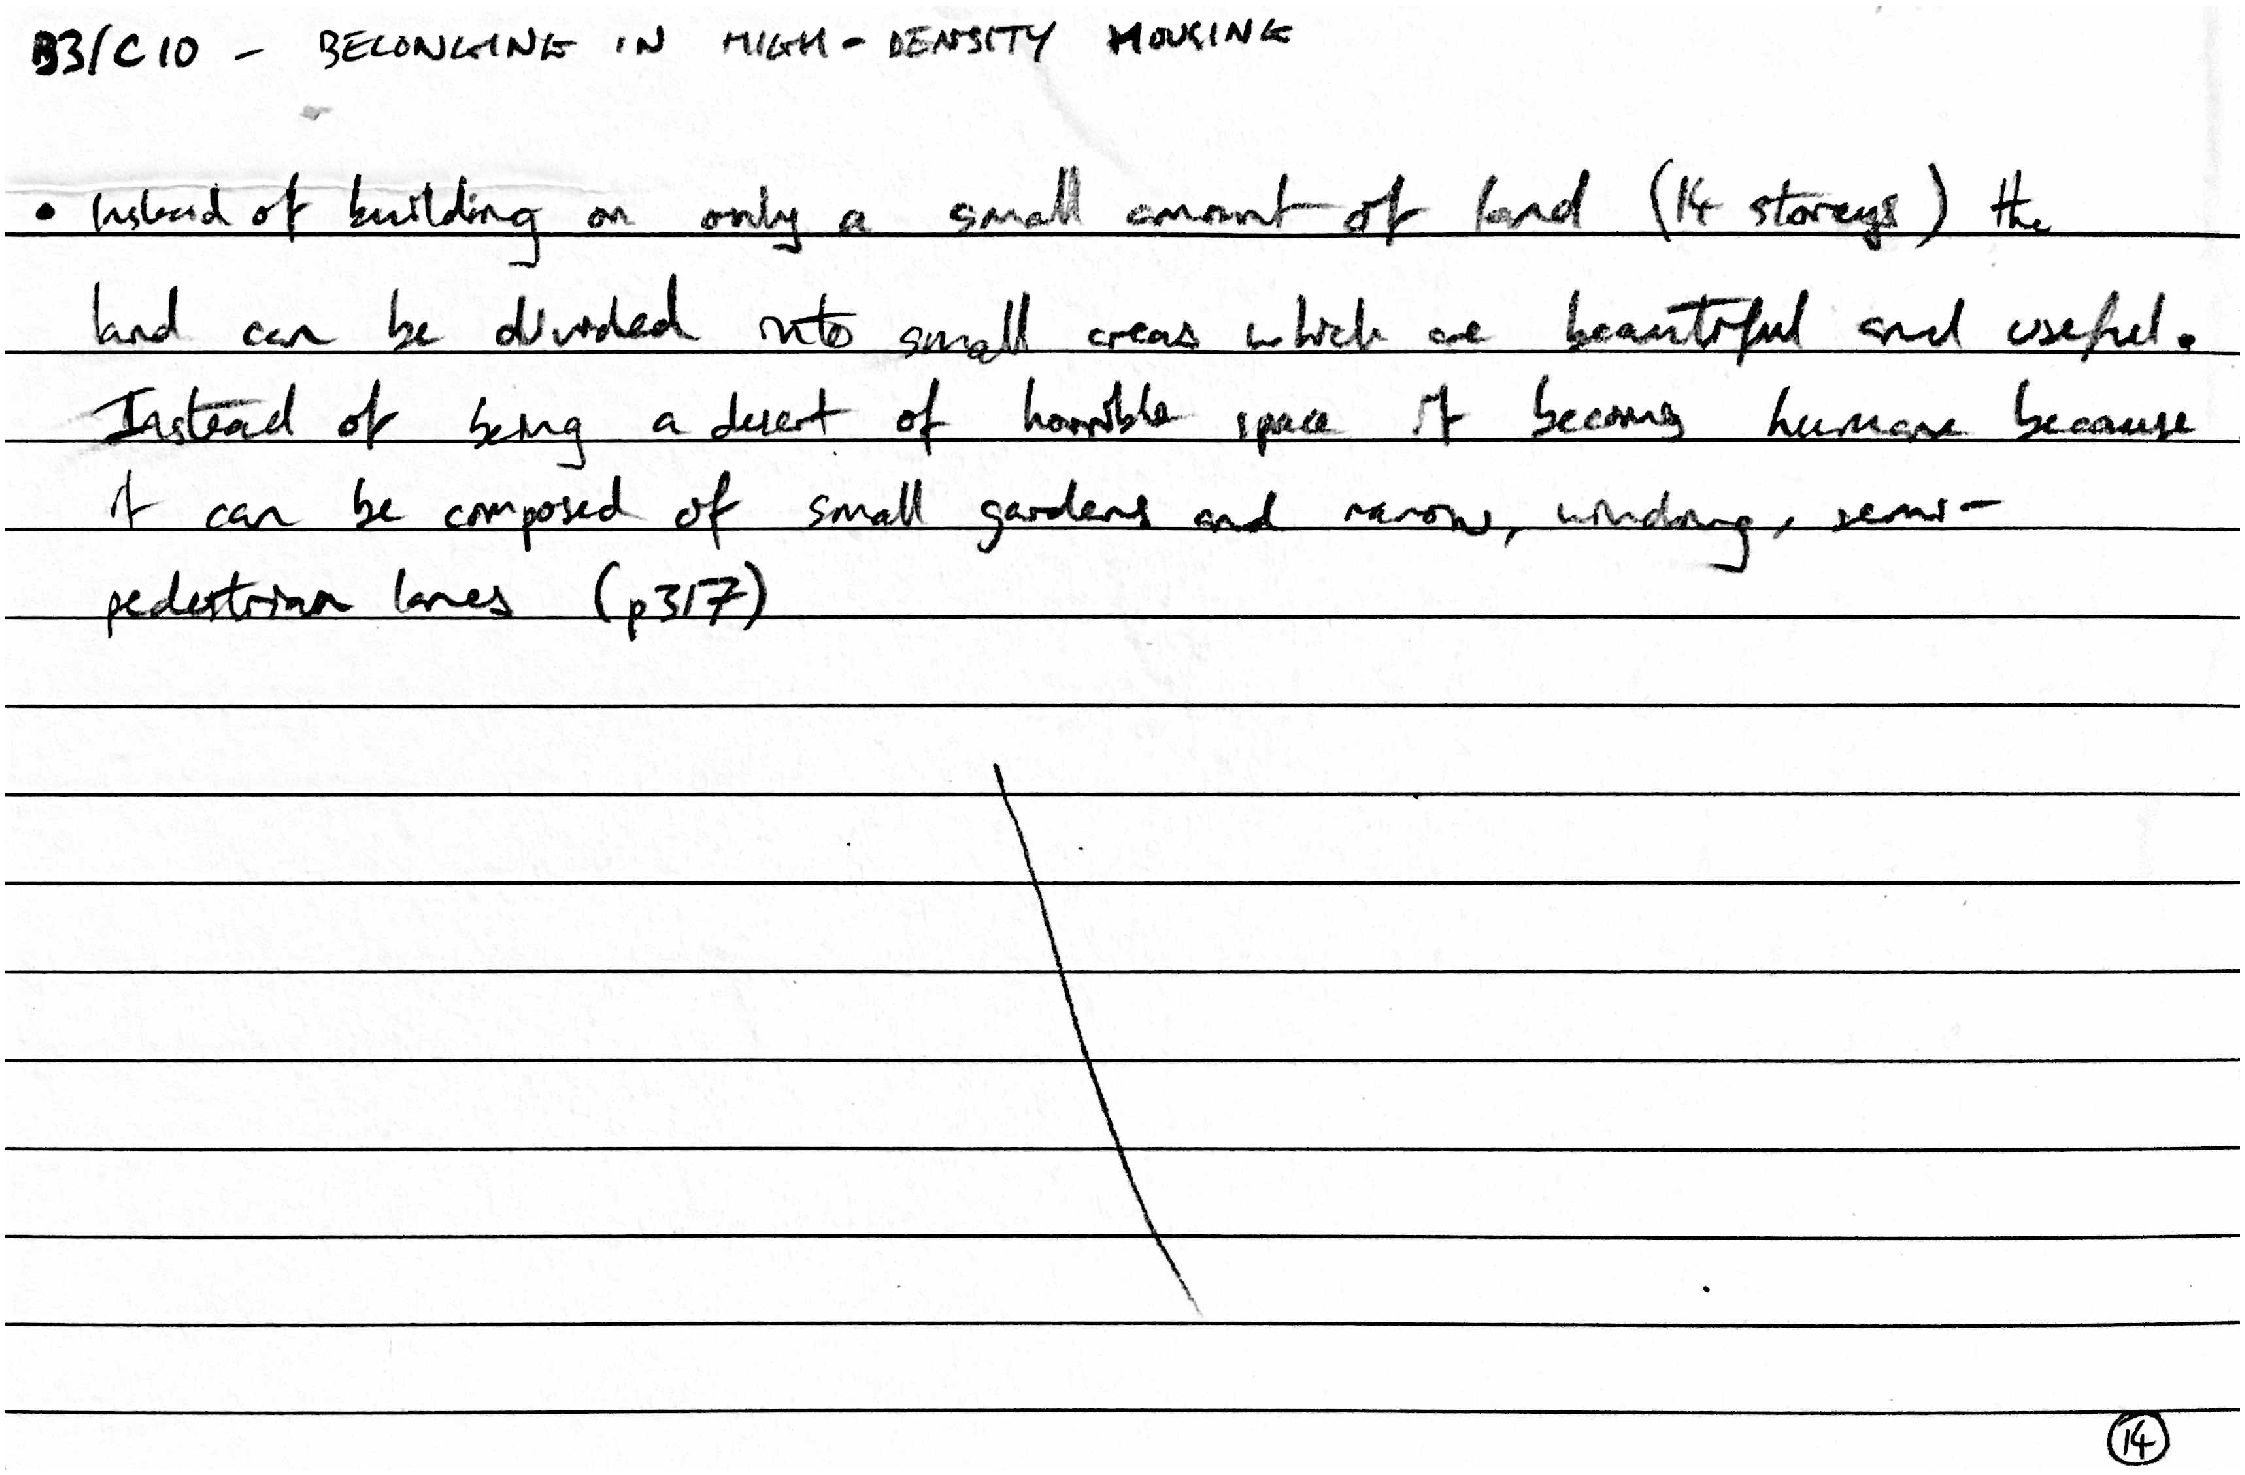 B3/C10 - BELONGING IN HIGH-DENSITY HOUSING
• Instead of building on only a small amount of land (14 storeys) the
land can be divided into small areas which are beautiful and useful.
Instead of being a desert of horrible space it becomes humane because
it can be composed of small gardens and narrow, winding, semi-
pedestrian lanes (p317)
14